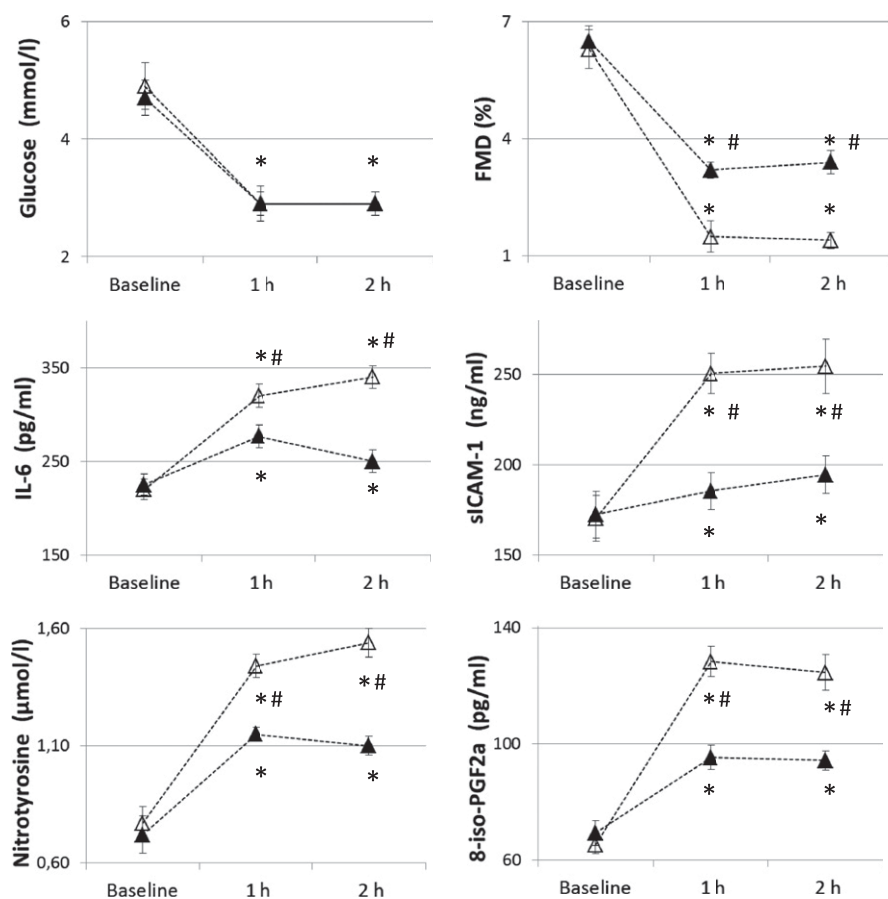 Glucose (mmol/l)
6
4
2
* *
Baseline 1 h 2 h
FMD (%)
7
4
1
* # * #
* *
Baseline 1 h 2 h
IL-6 (pg/ml)
350
250
150
* # * #
* *
Baseline 1 h 2 h
sICAM-1 (ng/ml)
250
200
150
* # * #
* *
Baseline 1 h 2 h
Nitrotyrosine (μmol/l)
1,60
1,10
0,60
* # * #
* *
Baseline 1 h 2 h
8-iso-PGF2a (pg/ml)
140
100
60
* # * #
* *
Baseline 1 h 2 h